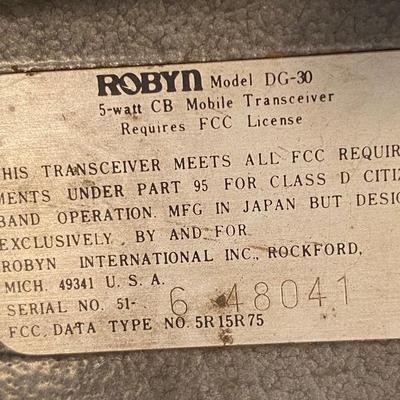 ROBYN Model DG-30
5-watt CB Mobile Transceiver
Requires FCC License
HIS TRANSCEIVER MEETS ALL FCC REQUIR
MENTS UNDER PART 95 FOR CLASS D CITIZ
BAND OPERATION. MFG IN JAPAN BUT DESIG
EXCLUSIVELY BY AND FOR
ROBYN INTERNATIONAL INC., ROCKFORD,
MICH. 49341 U. S. A.
SERIAL NO. 51- 6 48041
FCC DATA TYPE NO. 5R15R75